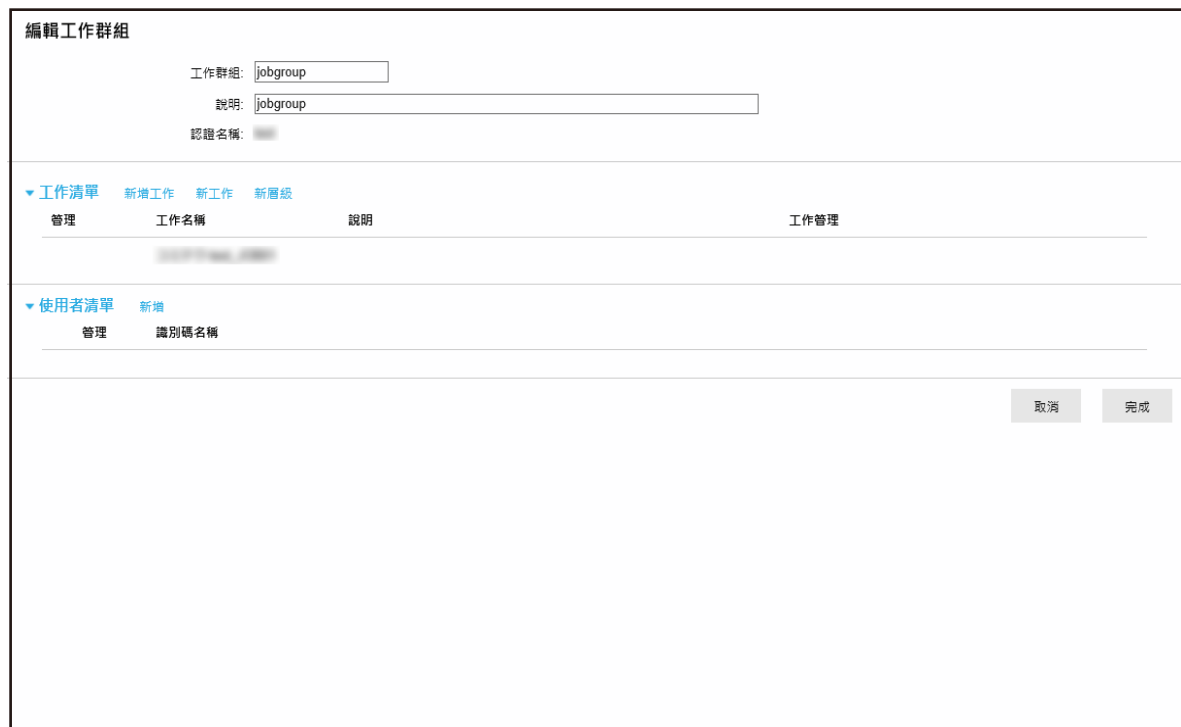 編輯工作群組
工作群組: jobgroup
說明: jobgroup
認證名稱:
工作清單 新增工作 新工作 新層級
管理 工作名稱 說明 工作管理
使用者清單 新增
管理 識別碼名稱
取消 完成